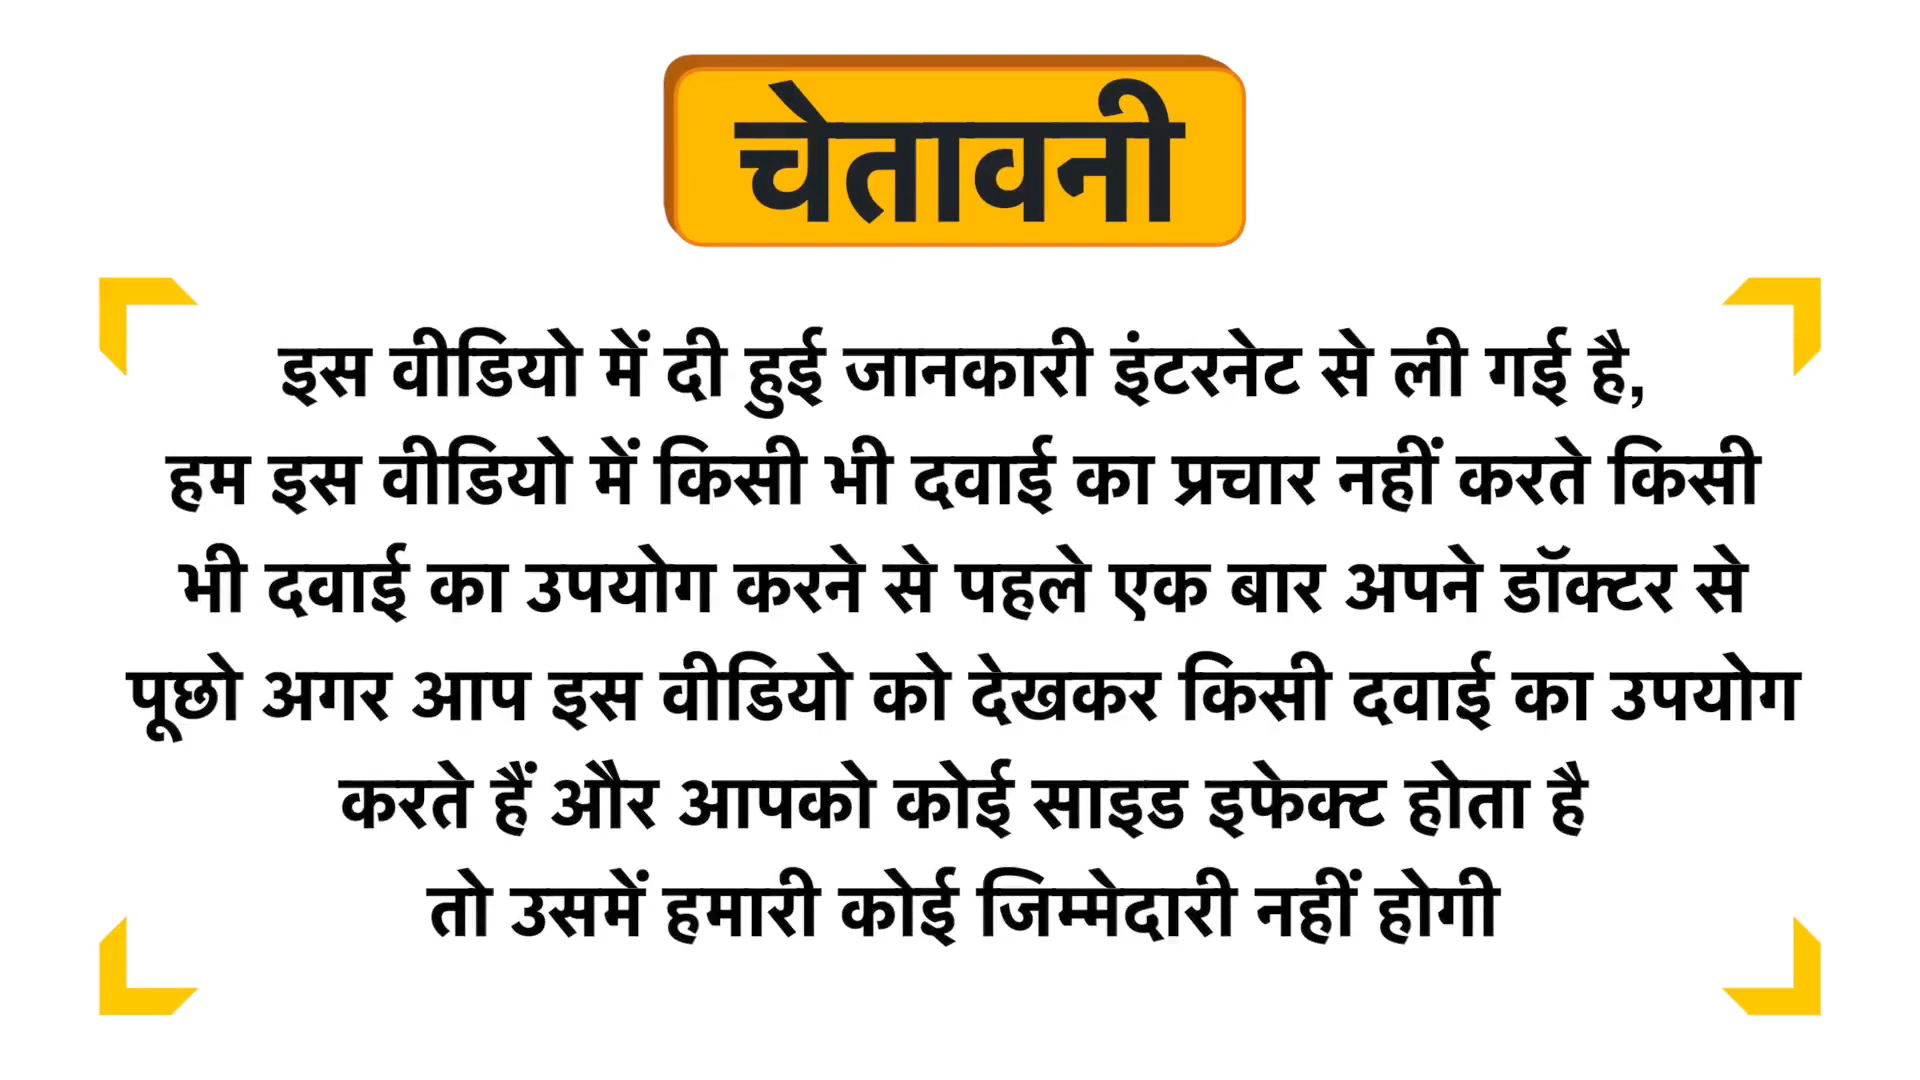 चेतावनी
इस वीडियो में दी हुई जानकारी इंटरनेट से ली गई है,
हम इस वीडियो में किसी भी दवाई का प्रचार नहीं करते किसी
भी दवाई का उपयोग करने से पहले एक बार अपने डॉक्टर से
पूछो अगर आप इस वीडियो को देखकर किसी दवाई का उपयोग
करते हैं और आपको कोई साइड इफेक्ट होता है
तो उसमें हमारी कोई जिम्मेदारी नहीं होगी